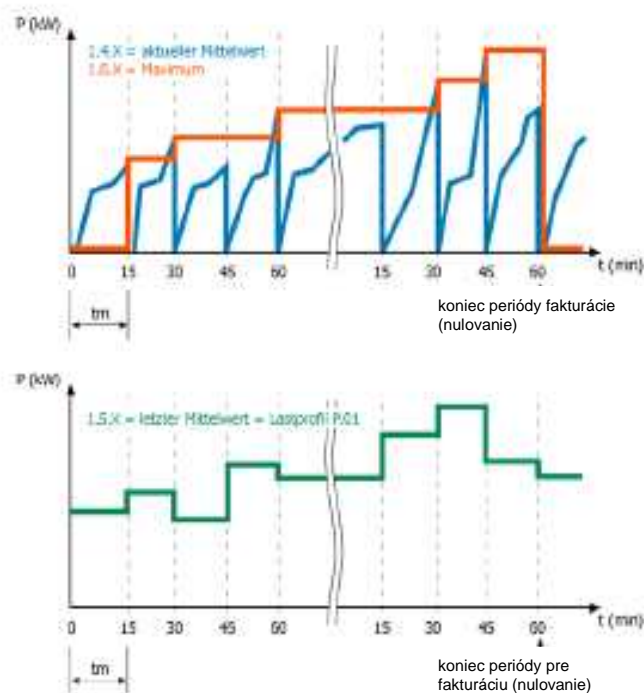 P (kW)
1.4.X = aktueller Mittelwert
1.6.X = Maximum
0 15 30 45 60 15 30 45 60 t (min)
tm
koniec periódy fakturácie
(nulovanie)
P (kW)
1.5.X = letzter Mittelwert = Lastprofil P.01
0 15 30 45 60 15 30 45 60 t (min)
tm
koniec periódy pre
fakturáciu (nulovanie)